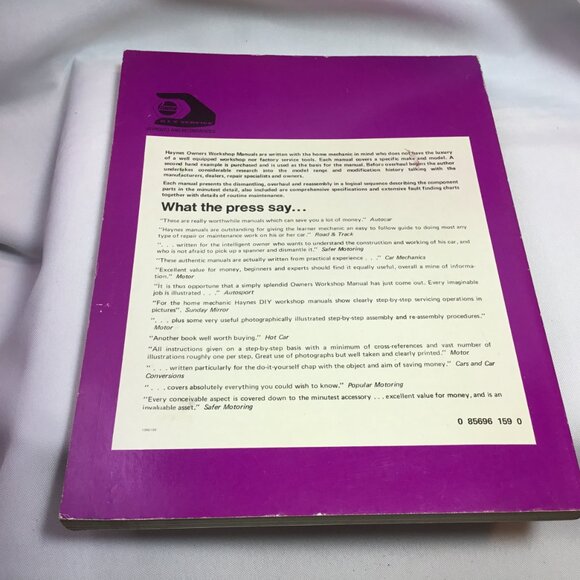 Haynes Owners Workshop Manuals are written with the home mechanic in mind who does not have the luxury
of a well equipped workshop nor factory service tools. Each manual covers a specific make and model. A
second hand example is purchased and is used as the basis for the manual. Before overhaul begins the author
undertakes considerable research into the model range and modification history talking with the
manufacturers, dealers, repair specialists and owners.
Each manual presents the dismantling, overhaul and reassembly in a logical sequence describing the component
parts in the minutest detail, also included are comprehensive specifications and extensive fault finding charts
together with details of routine maintenance.
What the press say...
"These are really worthwhile manuals which can save you a lot of money." Autocar
"Haynes manuals are outstanding for giving the learner mechanic an easy to follow guide to doing most any
type of repair or maintenance work on his or her car." Road & Track
". . . written for the intelligent owner who wants to understand the construction and working of his car, and
who is not afraid to pick up a spanner and dismantle it." Safer Motoring
"These authentic manuals are actually written from practical experience . . ." Car Mechanics
"Excellent value for money, beginners and experts should find it equally useful, overall a mine of informa-
tion." Motor
"It is thus opportune that a simply splendid Owners Workshop Manual has just come out. Every imaginable
job is illustrated . . ." Autosport
"For the home mechanic Haynes DIY workshop manuals show clearly step-by-step servicing operations in
pictures". Sunday Mirror
". . . plus some very useful photographically illustrated step-by-step assembly and re-assembly procedures."
Motor
"Another book well worth buying." Hot Car
"All instructions given on a step-by-step basis with a minimum of cross-references and vast number of
illustrations roughly one per step. Great use of photographs but well taken and clearly printed." Motor
". . . written particularly for the do-it-yourself chap with the object and aim of saving money." Cars and Car
Conversions
". . . covers absolutely everything you could wish to know." Popular Motoring
"Every conceivable aspect is covered down to the minutest accessory . . . excellent value for money, and is an
invaluable asset." Safer Motoring
0 85696 159 0